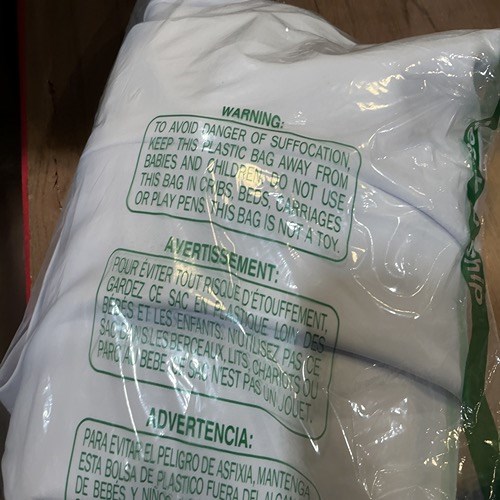 WARNING:
TO AVOID DANGER OF SUFFOCATION,
KEEP THIS PLASTIC BAG AWAY FROM
BABIES AND CHILDREN. DO NOT USE
THIS BAG IN CRIBS, BEDS, CARRIAGES
OR PLAY PENS. THIS BAG IS NOT A TOY.
AVERTISSEMENT:
POUR ÉVITER TOUT RISQUE D'ÉTOUFFEMENT,
GARDEZ CE SAC EN PLASTIQUE LOIN DES
BÉBÉS ET LES ENFANTS. N'UTILISEZ PAS CE
SAC DANS LES BERCEAUX, LITS, CHARIOTS OU
PARC AU BEBE. CE SAC N'EST PAS UN JOUET.
ADVERTENCIA:
PARA EVITAR EL PELIGRO DE ASFIXIA, MANTENGA
ESTA BOLSA DE PLASTICO FUERA DEL
DE BEBES Y